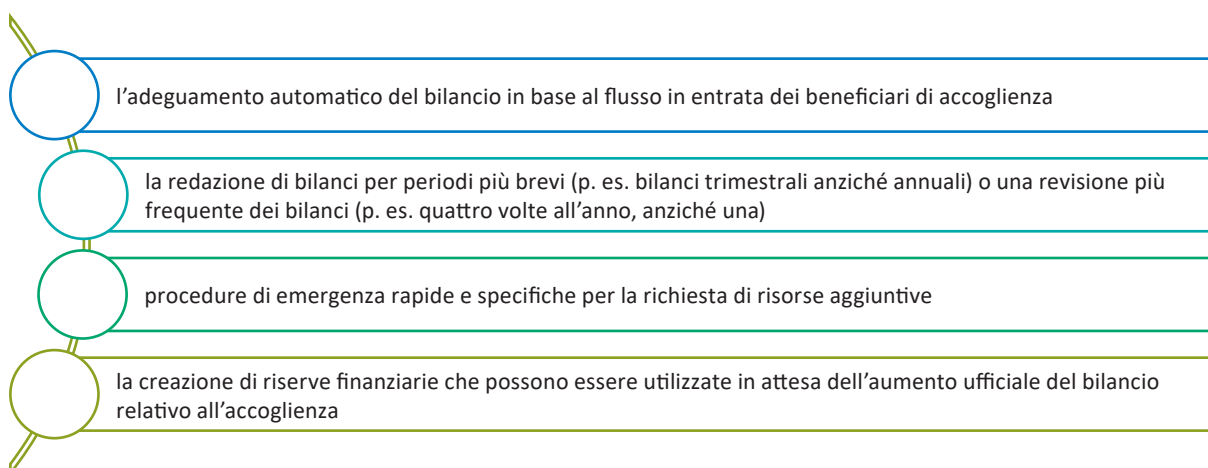 l’adeguamento automatico del bilancio in base al flusso in entrata dei beneficiari di accoglienza
la redazione di bilanci per periodi più brevi (p. es. bilanci trimestrali anziché annuali) o una revisione più
frequente dei bilanci (p. es. quattro volte all’anno, anziché una)
procedure di emergenza rapide e specifiche per la richiesta di risorse aggiuntive
la creazione di riserve finanziarie che possono essere utilizzate in attesa dell’aumento ufficiale del bilancio
relativo all’accoglienza